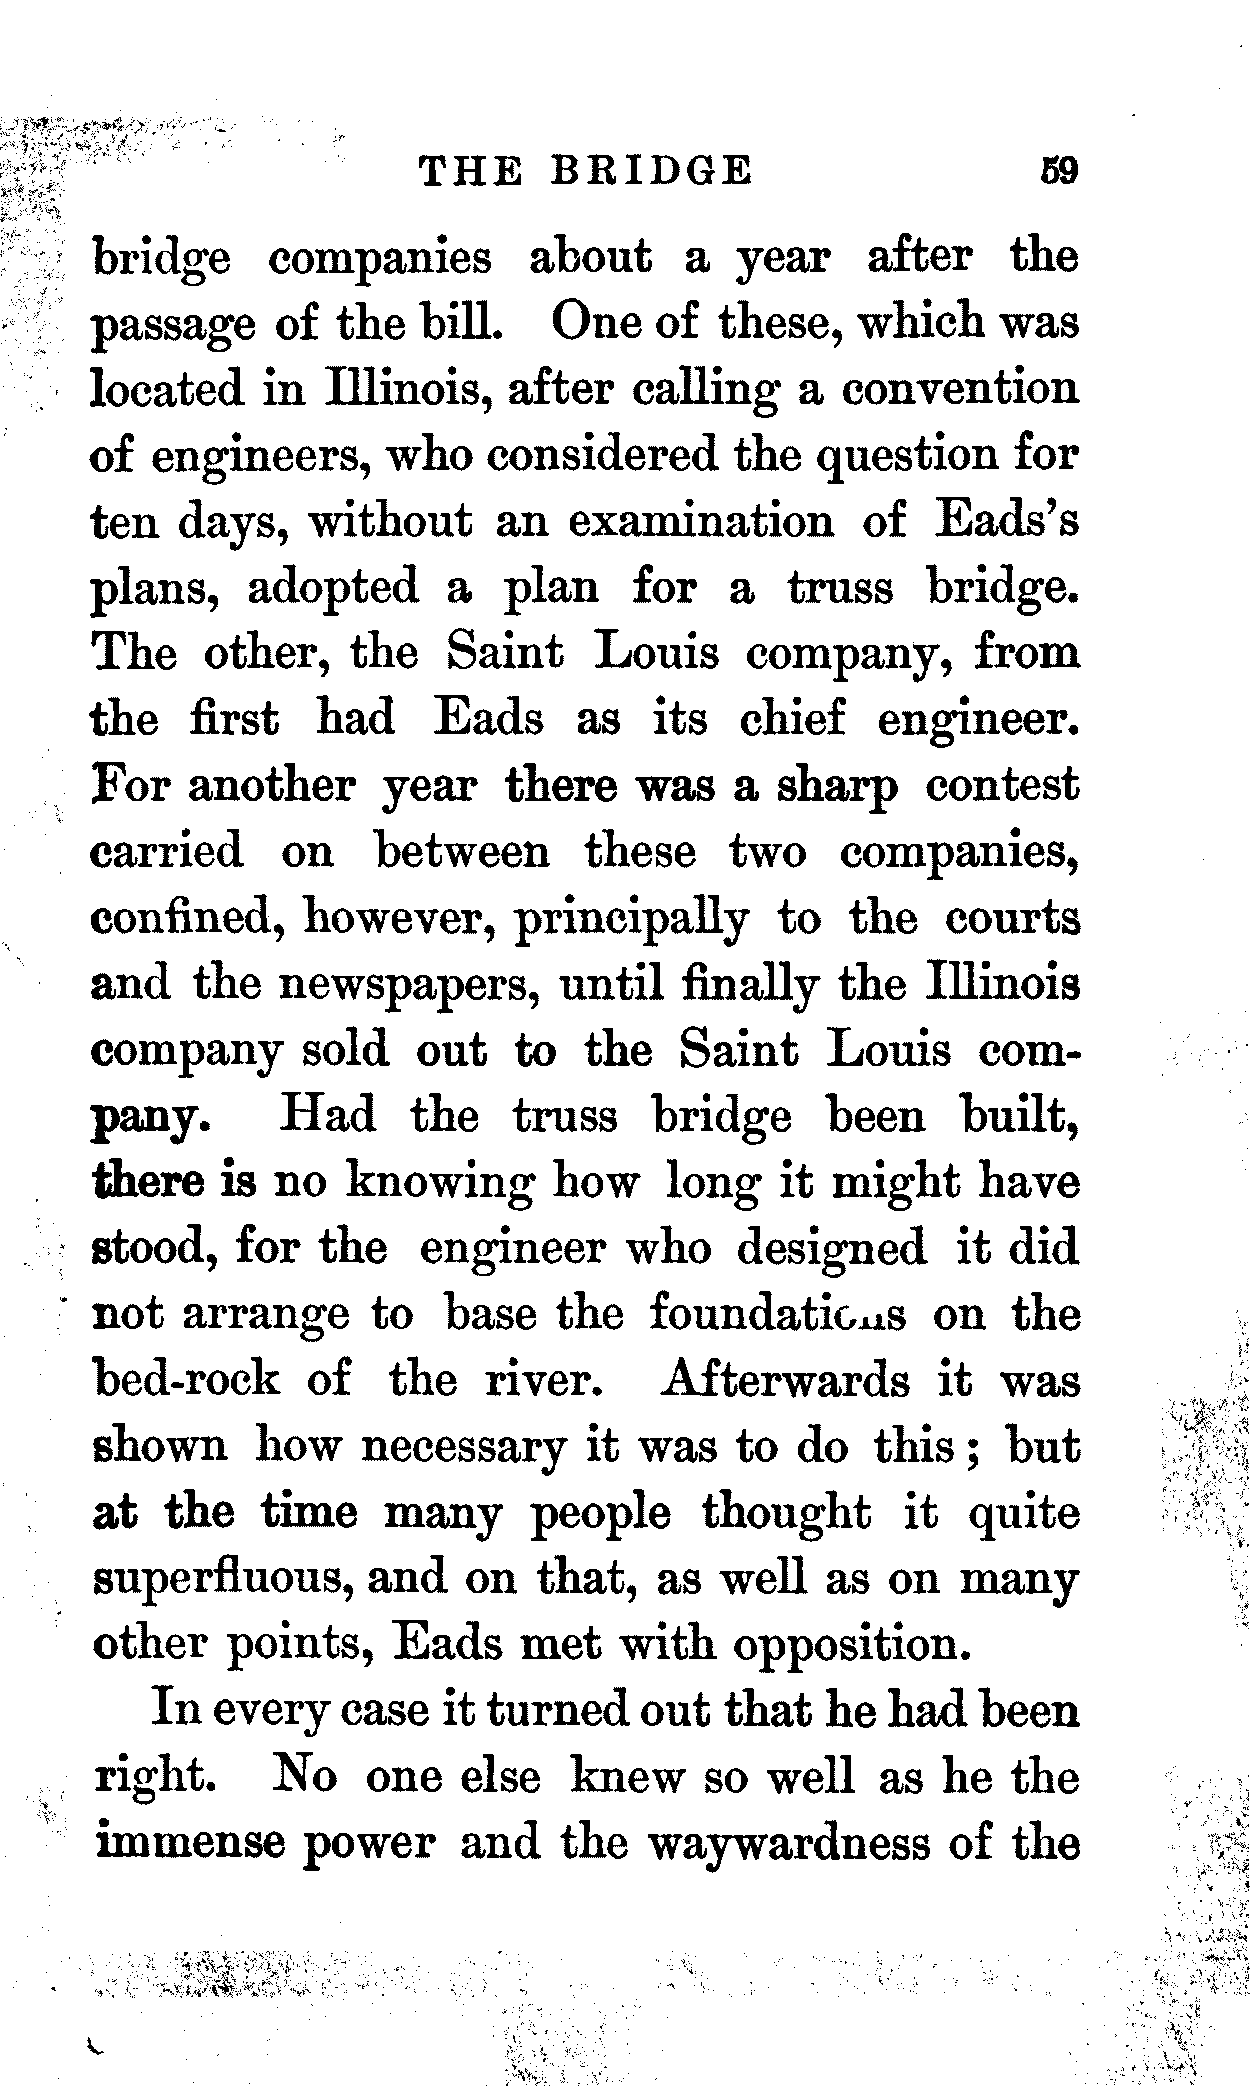 THE BRIDGE 59
bridge companies about a year after the
passage of the bill. One of these, which was
located in Illinois, after calling a convention
of engineers, who considered the question for
ten days, without an examination of Eads's
plans, adopted a plan for a truss bridge.
The other, the Saint Louis company, from
the first had Eads as its chief engineer.
For another year there was a sharp contest
carried on between these two companies,
confined, however, principally to the courts
and the newspapers, until finally the Illinois
company sold out to the Saint Louis com-
pany. Had the truss bridge been built,
there is no knowing how long it might have
stood, for the engineer who designed it did
not arrange to base the foundations on the
bed-rock of the river. Afterwards it was
shown how necessary it was to do this; but
at the time many people thought it quite
superfluous, and on that, as well as on many
other points, Eads met with opposition.
In every case it turned out that he had been
right. No one else knew so well as he the
immense power and the waywardness of the